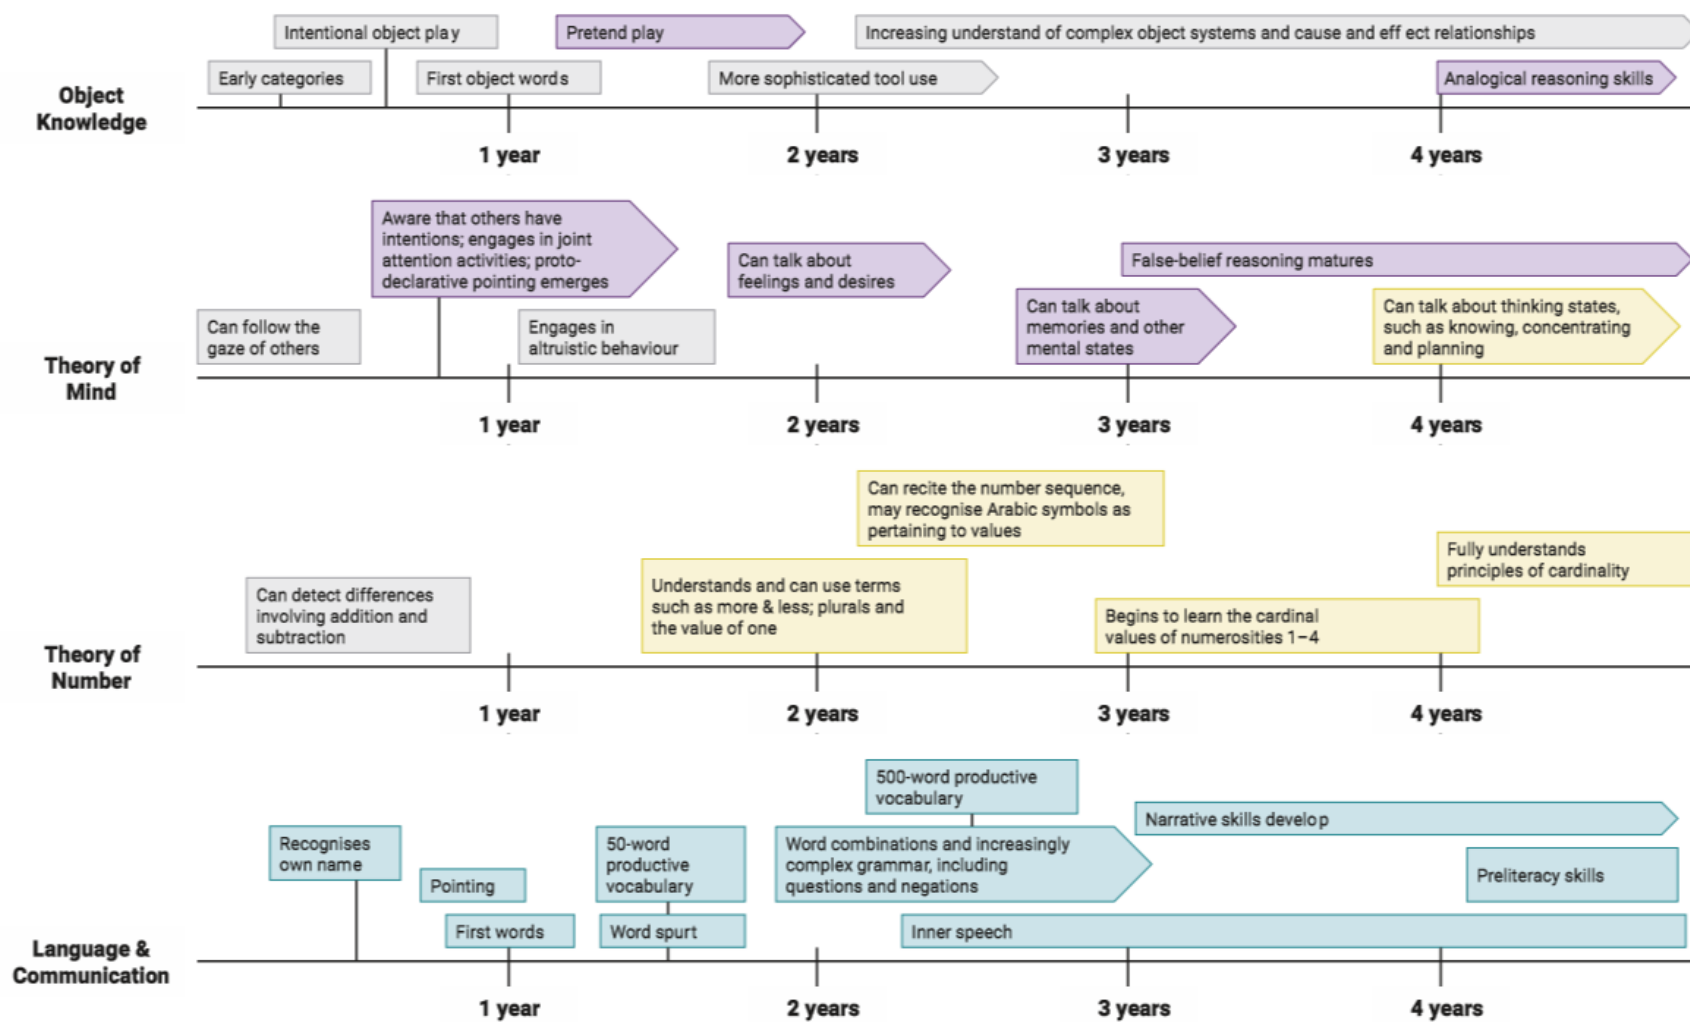 Intentional object play
Pretend play
Increasing understand of complex object systems and cause and eff ect relationships
Early categories
First object words
More sophisticated tool use
Analogical reasoning skills
Object
Knowledge
1 year
2 years
3 years
4 years
Aware that others have
intentions; engages in joint
attention activities; proto-
declarative pointing emerges
Can talk about
feelings and desires
False-belief reasoning matures
Can follow the
gaze of others
Engages in
altruistic behaviour
Can talk about
memories and other
mental states
Can talk about thinking states,
such as knowing, concentrating
and planning
Theory of
Mind
1 year
2 years
3 years
4 years
Can recite the number sequence,
may recognise Arabic symbols as
pertaining to values
Fully understands
principles of cardinality
Can detect differences
involving addition and
subtraction
Understands and can use terms
such as more & less; plurals and
the value of one
Begins to learn the cardinal
values of numerosities 1–4
Theory of
Number
1 year
2 years
3 years
4 years
500-word productive
vocabulary
Narrative skills develop
Recognises
own name
50-word
productive
vocabulary
Word combinations and increasingly
complex grammar, including
questions and negations
Pointing
Preliteracy skills
First words
Word spurt
Inner speech
Language &
Communication
1 year
2 years
3 years
4 years